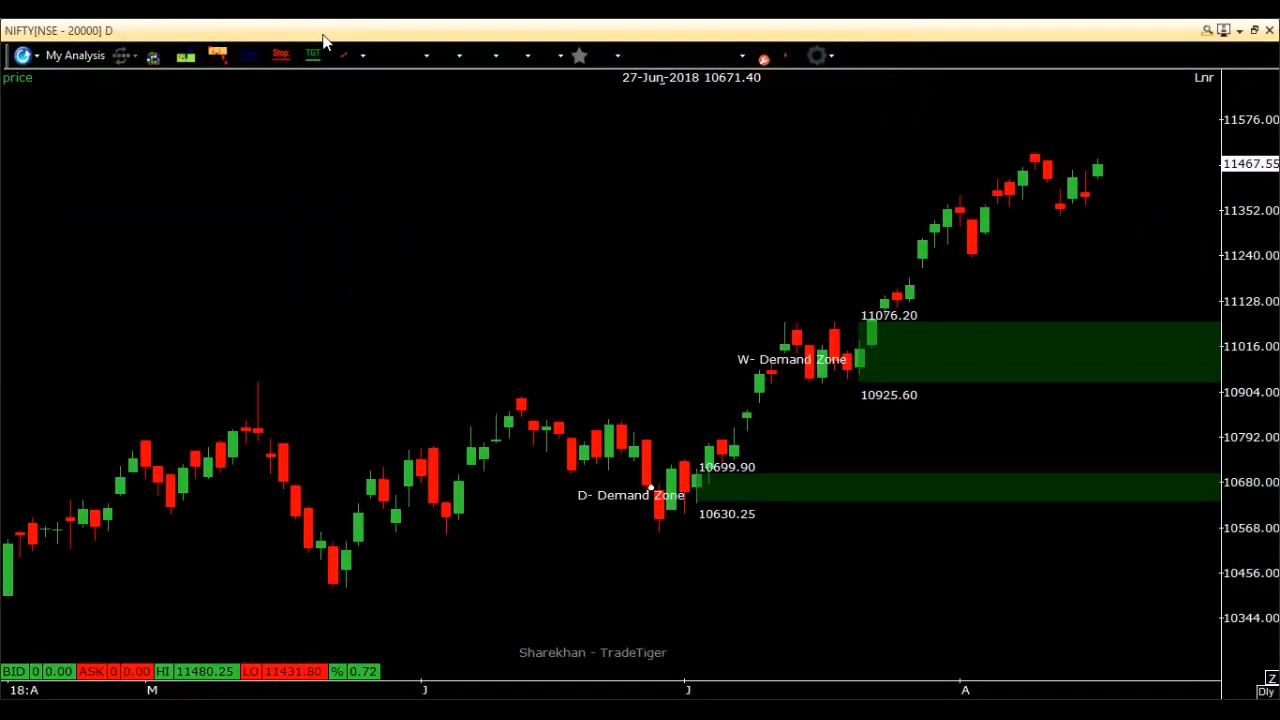 NIFTY[NSE - 20000] D
My Analysis
Stop:
TGT
price
27-Jun-2018 10671.40
Lnr
11576.00
11467.55
11352.00
11240.00
11128.00
11016.00
10904.00
10792.00
10680.00
10568.00
10456.00
10344.00
11076.20
W- Demand Zone
10925.60
10699.90
D- Demand Zone
10630.25
Sharekhan - TradeTiger
BID 0 0.00 ASK 0 0.00 HI 11480.25 LO 11431.80 % 0.72
18:A M J J A
Z
Dly